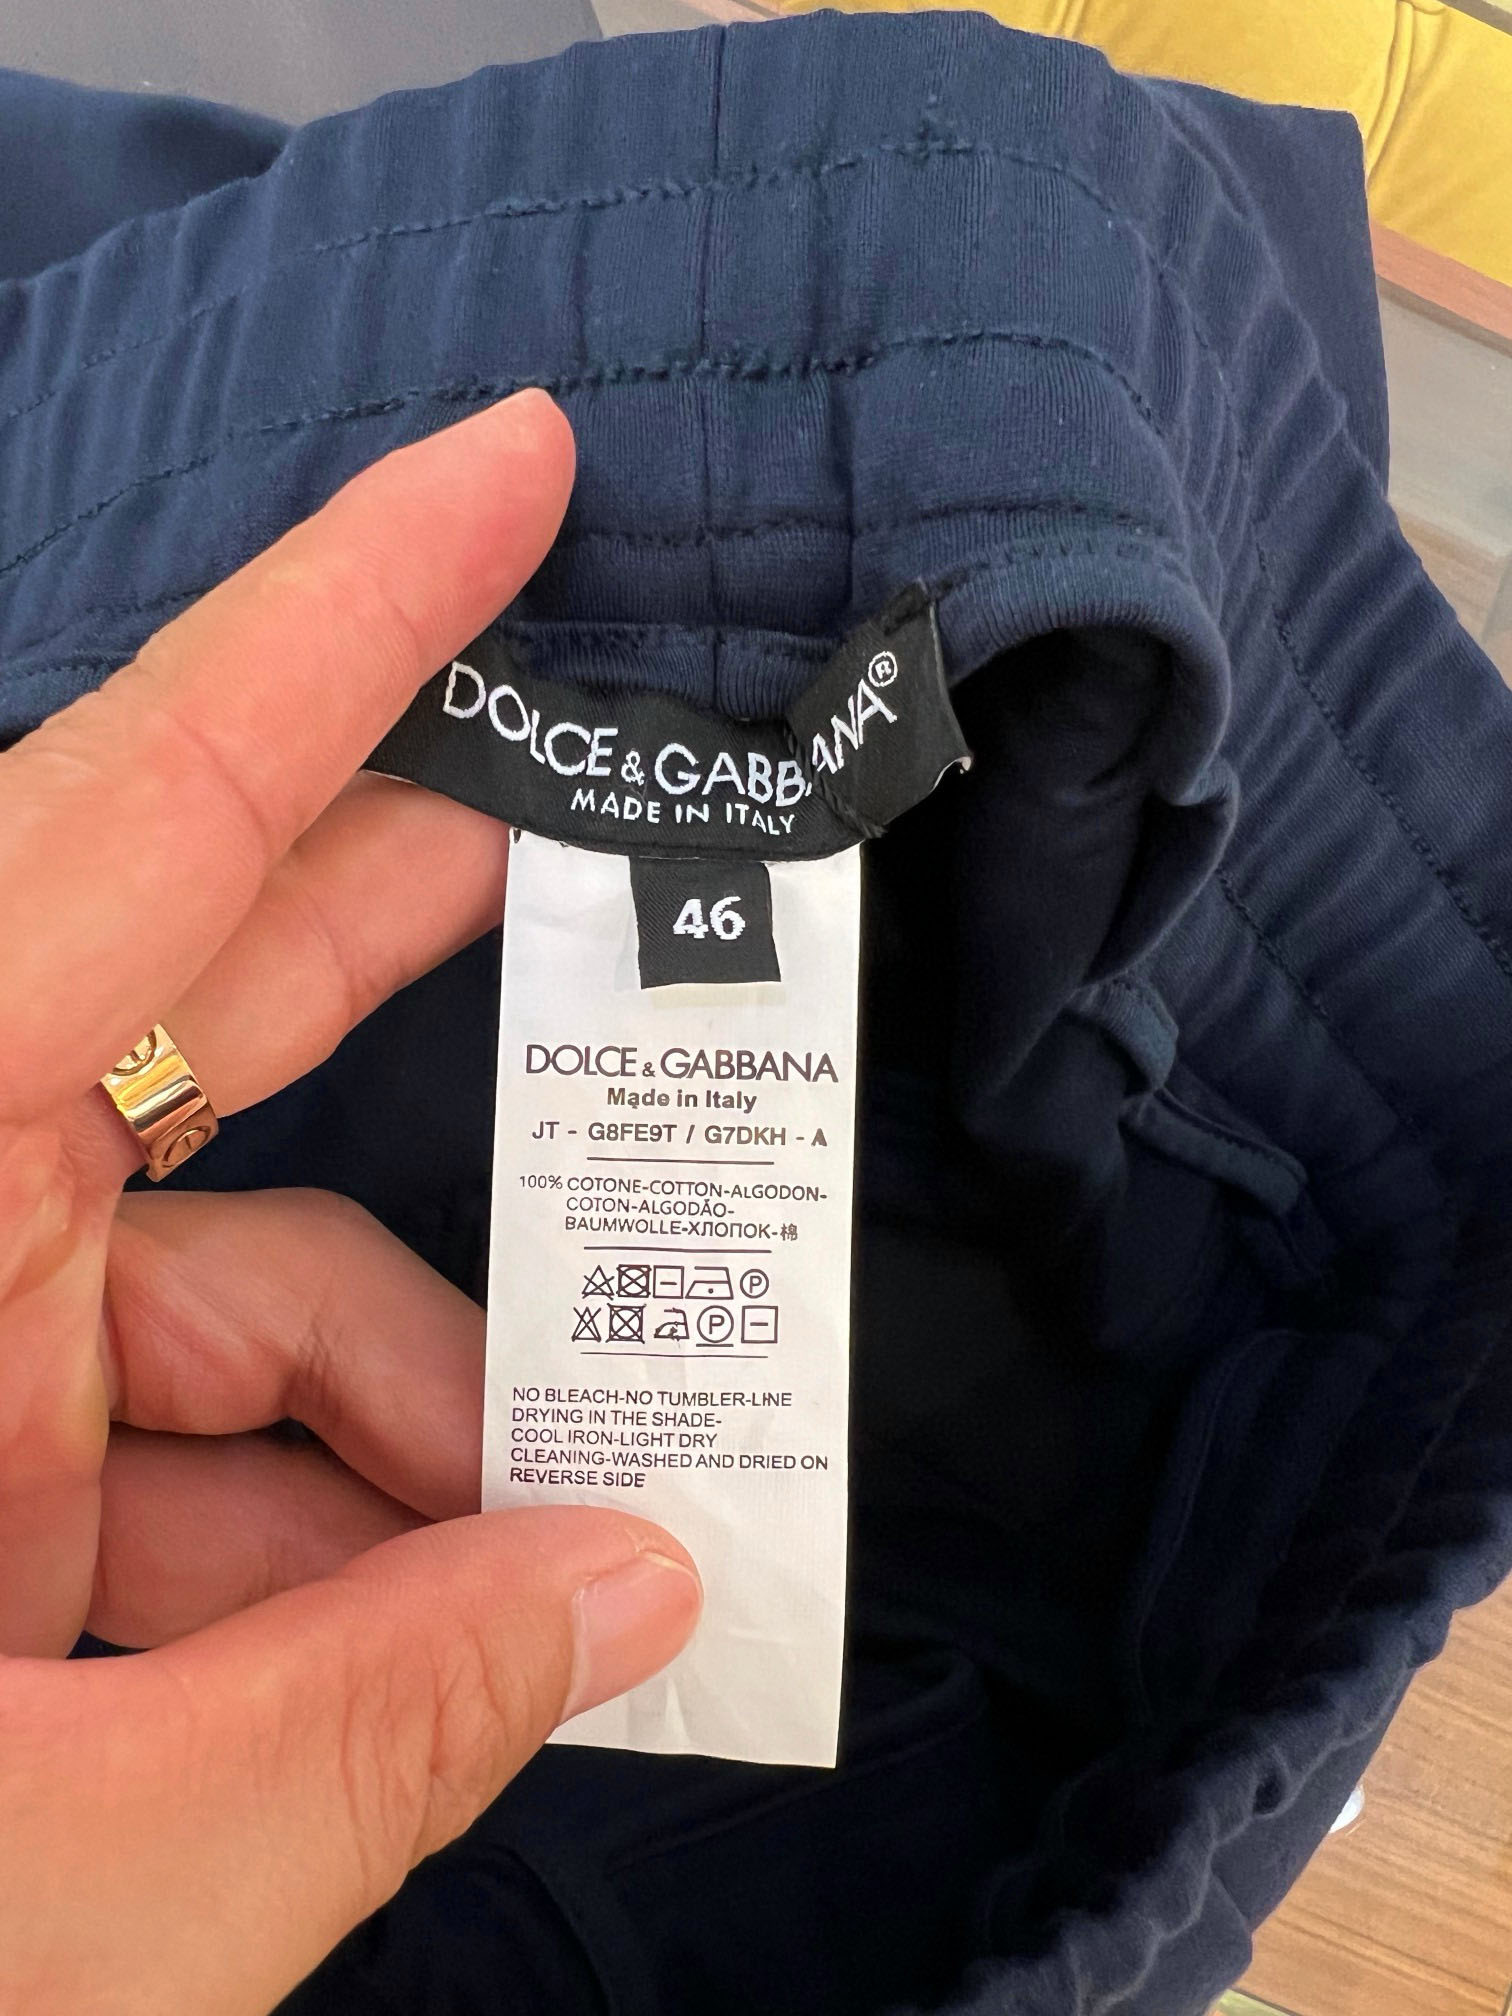 DOLCE & GABBANA®
MADE IN ITALY
46
DOLCE & GABBANA
Made in Italy
JT - G8FE9T / G7DKH - A
100% COTONE-COTTON-ALGODON-
COTON-ALGODÃO-
BAUMWOLLE-ХЛОПОК-棉
P
P
NO BLEACH-NO TUMBLER-LINE
DRYING IN THE SHADE-
COOL IRON-LIGHT DRY
CLEANING-WASHED AND DRIED ON
REVERSE SIDE